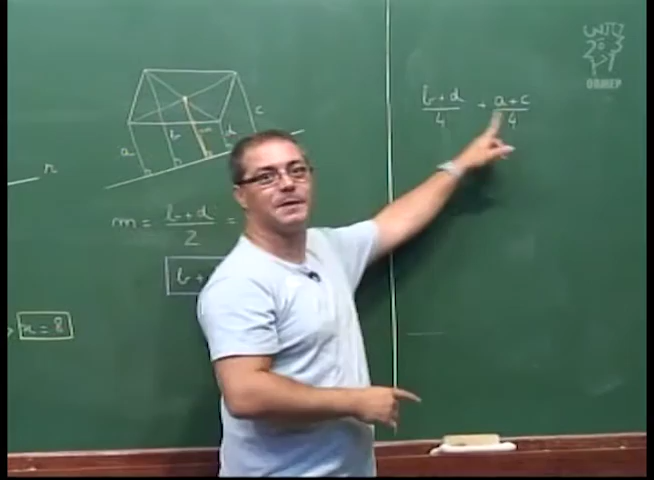 b+d/4 + a+c/4
OBMEP
c
a b m d
r
m = b+d/2 =
b+
x = 8